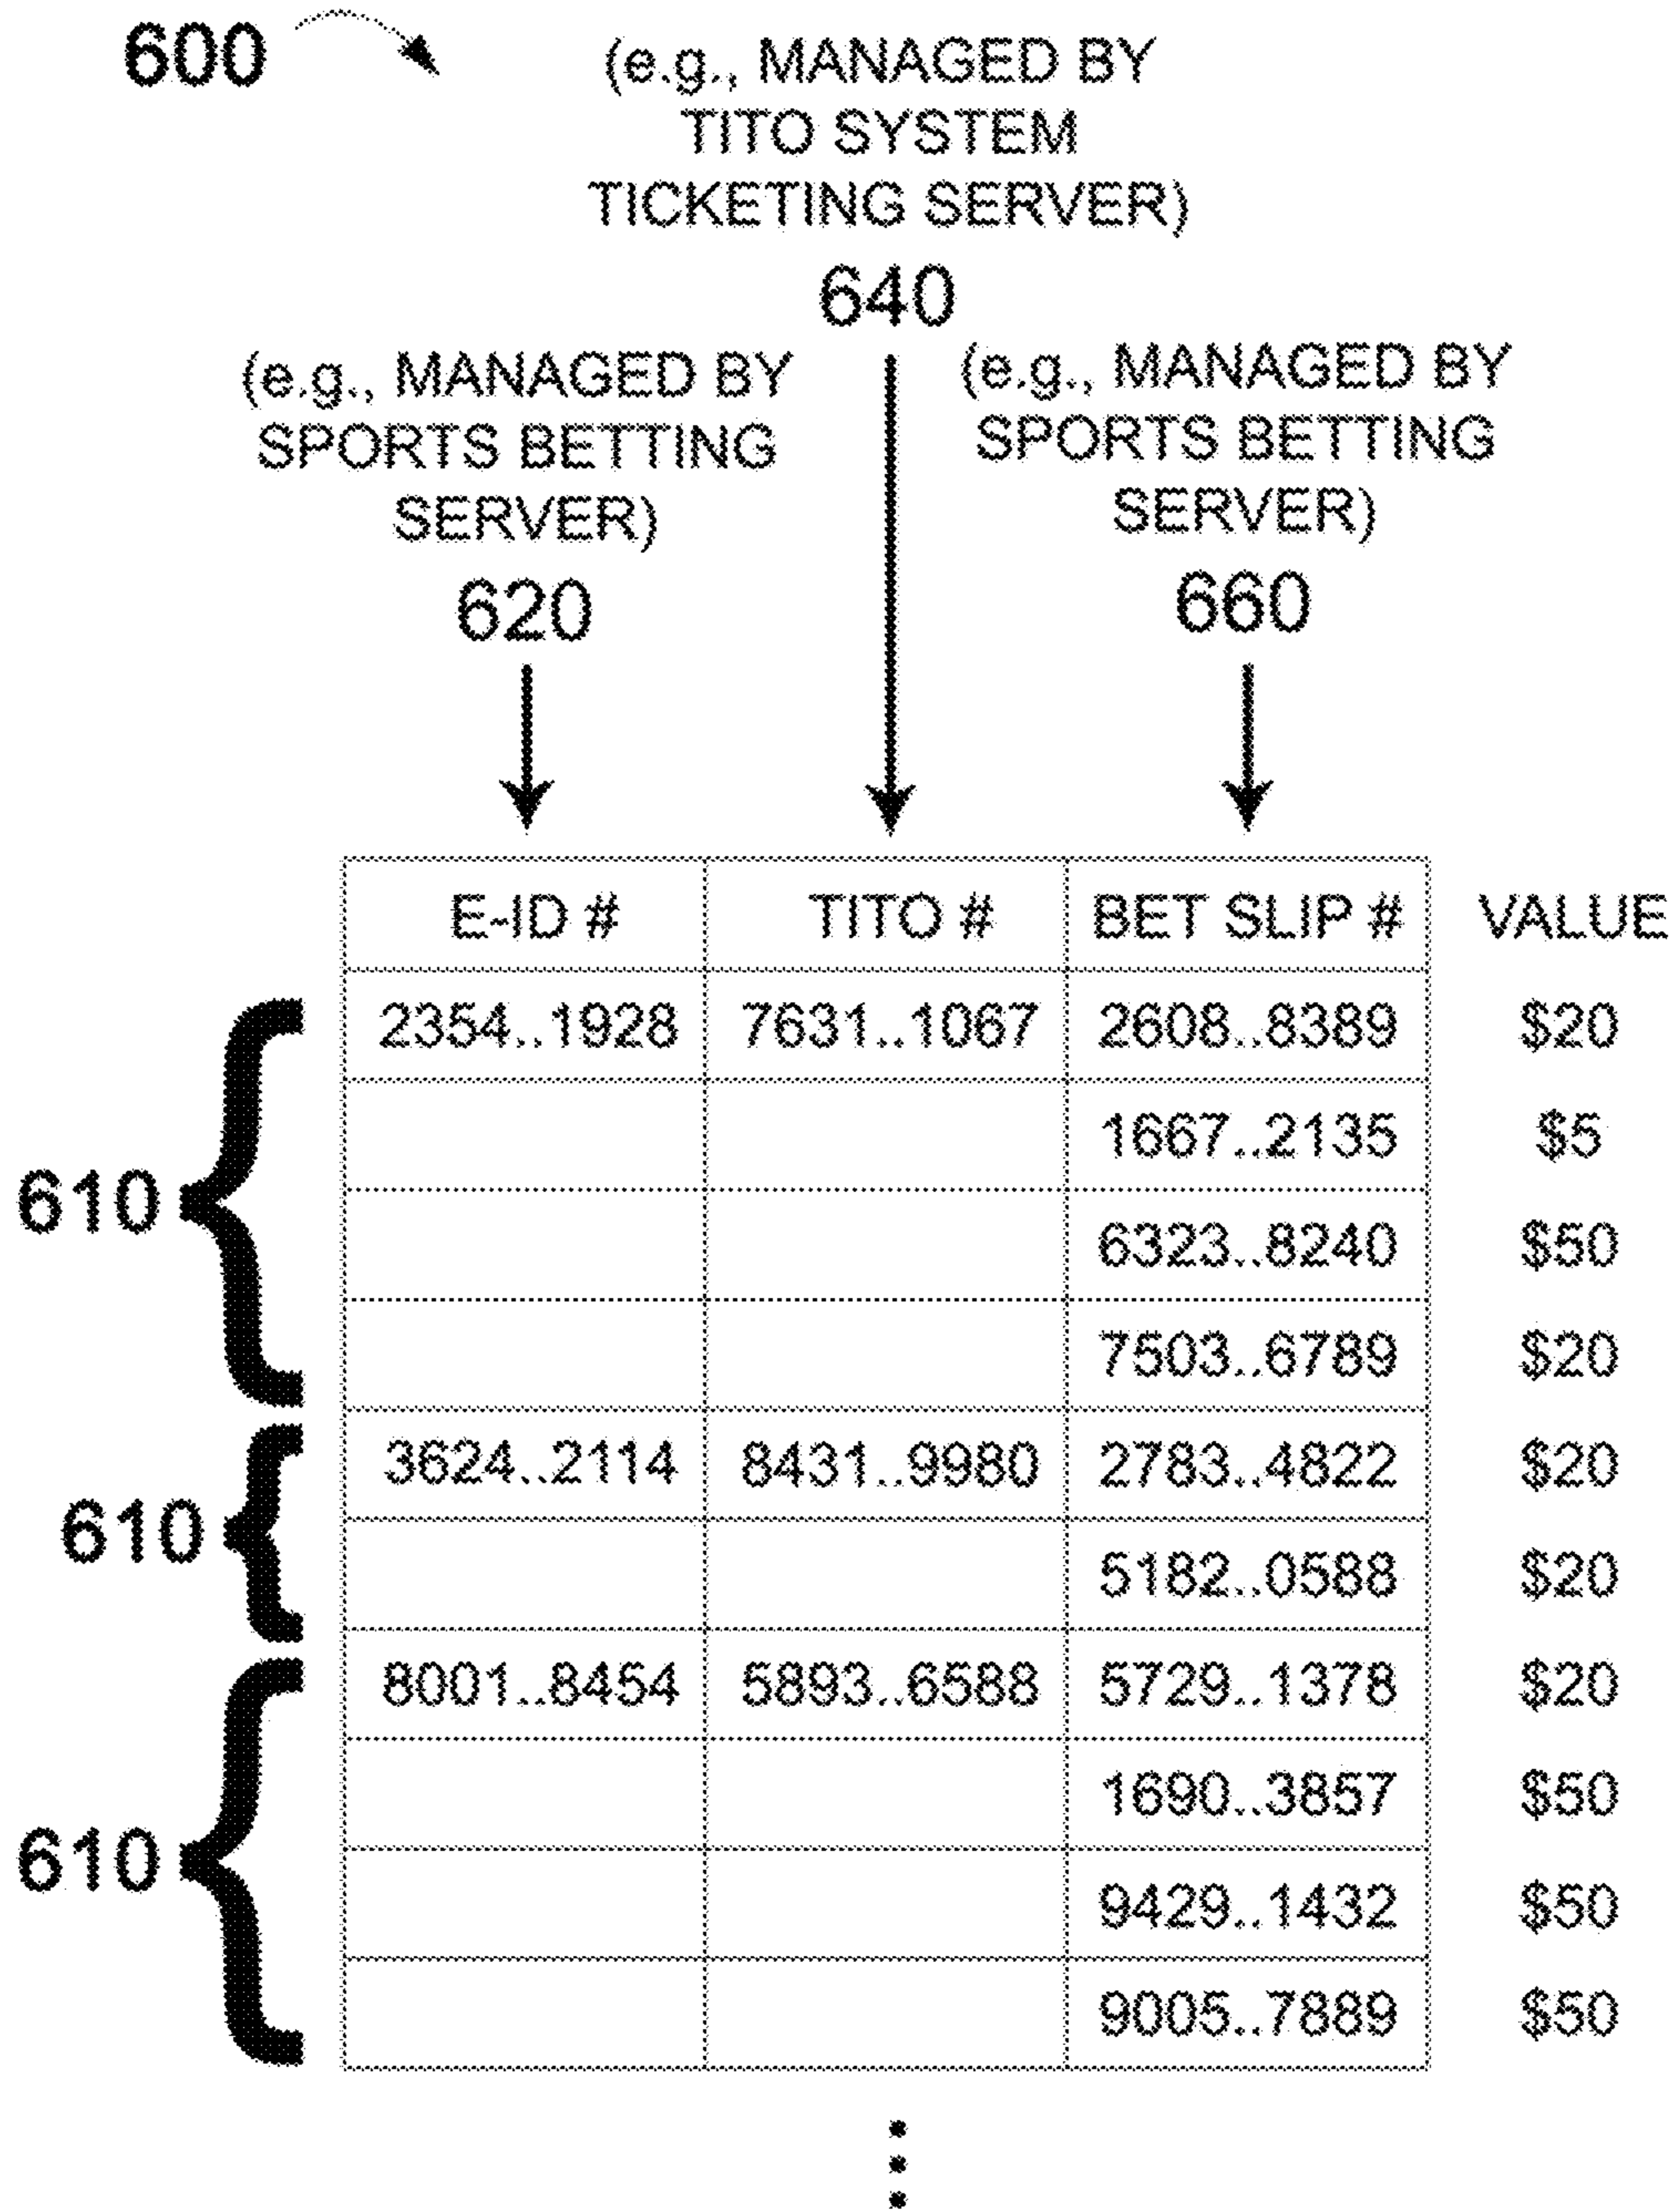 600
(e.g., MANAGED BY
TITO SYSTEM
TICKETING SERVER)
640
(e.g., MANAGED BY
SPORTS BETTING
SERVER)
620
(e.g., MANAGED BY
SPORTS BETTING
SERVER)
660
E-ID # TITO # BET SLIP # VALUE
2354..1928 7631..1067 2608..8389 $20
1667..2135 $5
610
6323..8240 $50
7503..6789 $20
3624..2114 8431..9980 2783..4822 $20
610
5182..0588 $20
8001..8454 5893..6588 5729..1378 $20
1690..3857 $50
610
9429..1432 $50
9005..7889 $50